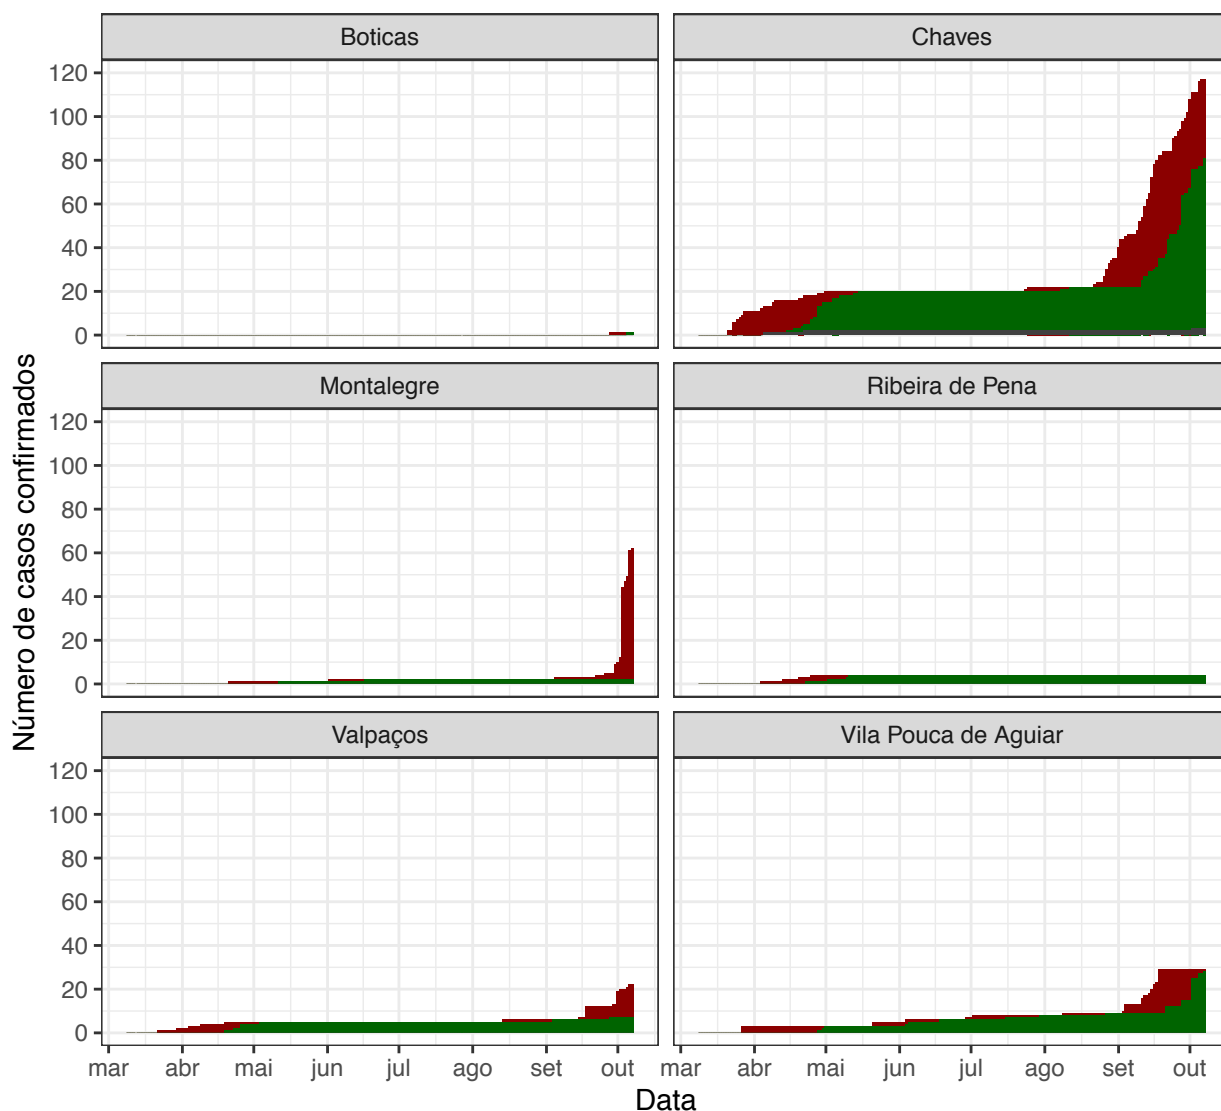 Boticas
Chaves
120
100
80
60
40
20
0
Montalegre
Ribeira de Pena
120
100
80
60
40
20
0
Valpaços
Vila Pouca de Aguiar
120
100
80
60
40
20
0
mar abr mai jun jul ago set out
mar abr mai jun jul ago set out
Data
Número de casos confirmados